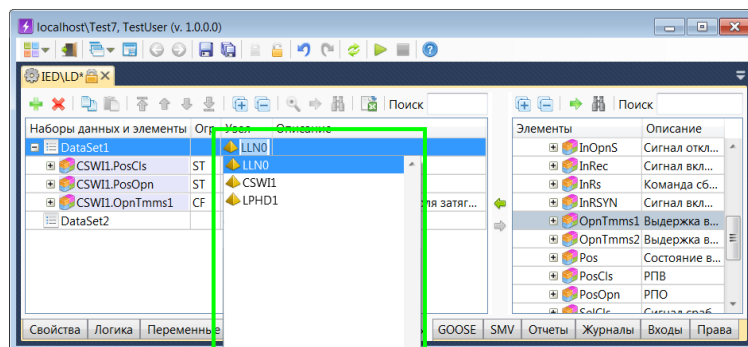 localhost\Test7, TestUser (v. 1.0.0.0)
IED\LD*
Поиск
Поиск
Наборы данных и элементы Огр Узел Описание
Элементы Описание
DataSet1 LLN0
CSWI1.PosCls ST
CSWI1.PosOpn ST
CSWI1.OpnTmms1 CF ля затяг...
DataSet2
LLN0
CSWI1
LPHD1
InOpnS Сигнал откл...
InRec Сигнал вкл...
InRs Команда сб...
InRSYN Сигнал вкл...
OpnTmms1 Выдержка в...
OpnTmms2 Выдержка в...
Pos Состояние в...
PosCls РПВ
PosOpn РПО
SelCls Сигнал сраб...
Свойства Логика Переменные GOOSE SMV Отчеты Журналы Входы Права